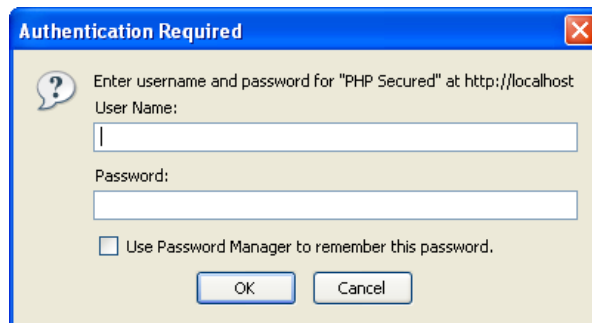 Authentication Required
Enter username and password for "PHP Secured" at http://localhost
User Name:
Password:
Use Password Manager to remember this password.
OK
Cancel